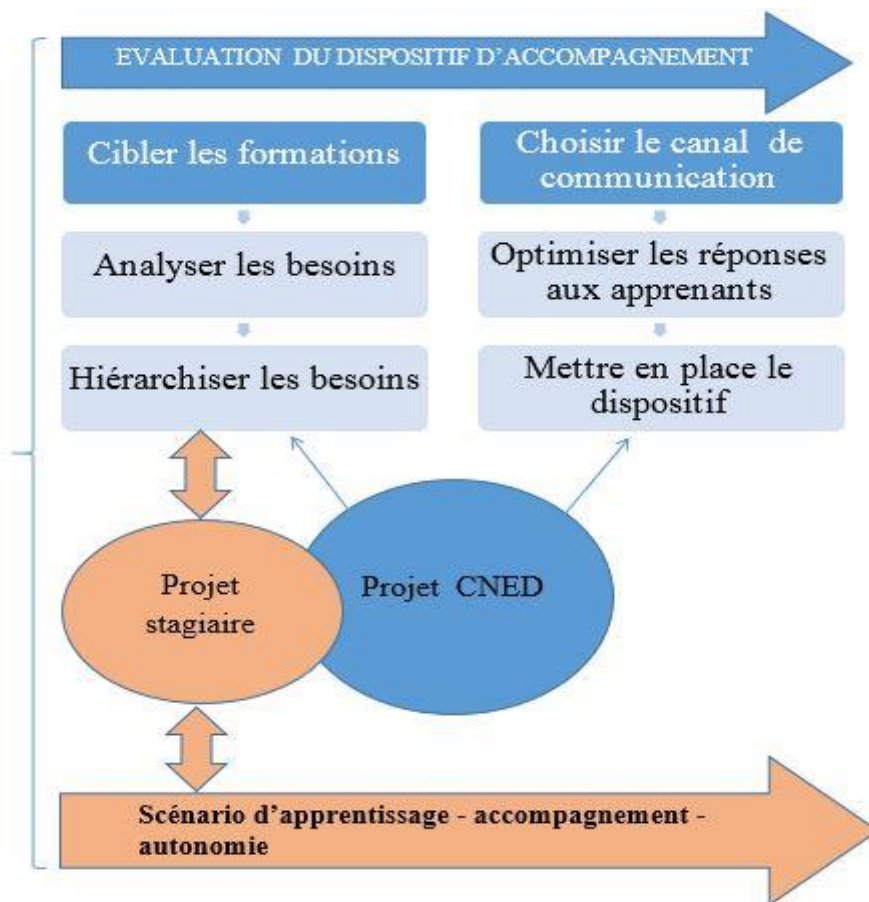 EVALUATION DU DISPOSITIF D’ACCOMPAGNEMENT
Cibler les formations
Analyser les besoins
Hiérarchiser les besoins
Choisir le canal de
communication
Optimiser les réponses
aux apprenants
Mettre en place le
dispositif
Projet
stagiaire
Projet CNED
Scénario d’apprentissage - accompagnement -
autonomie